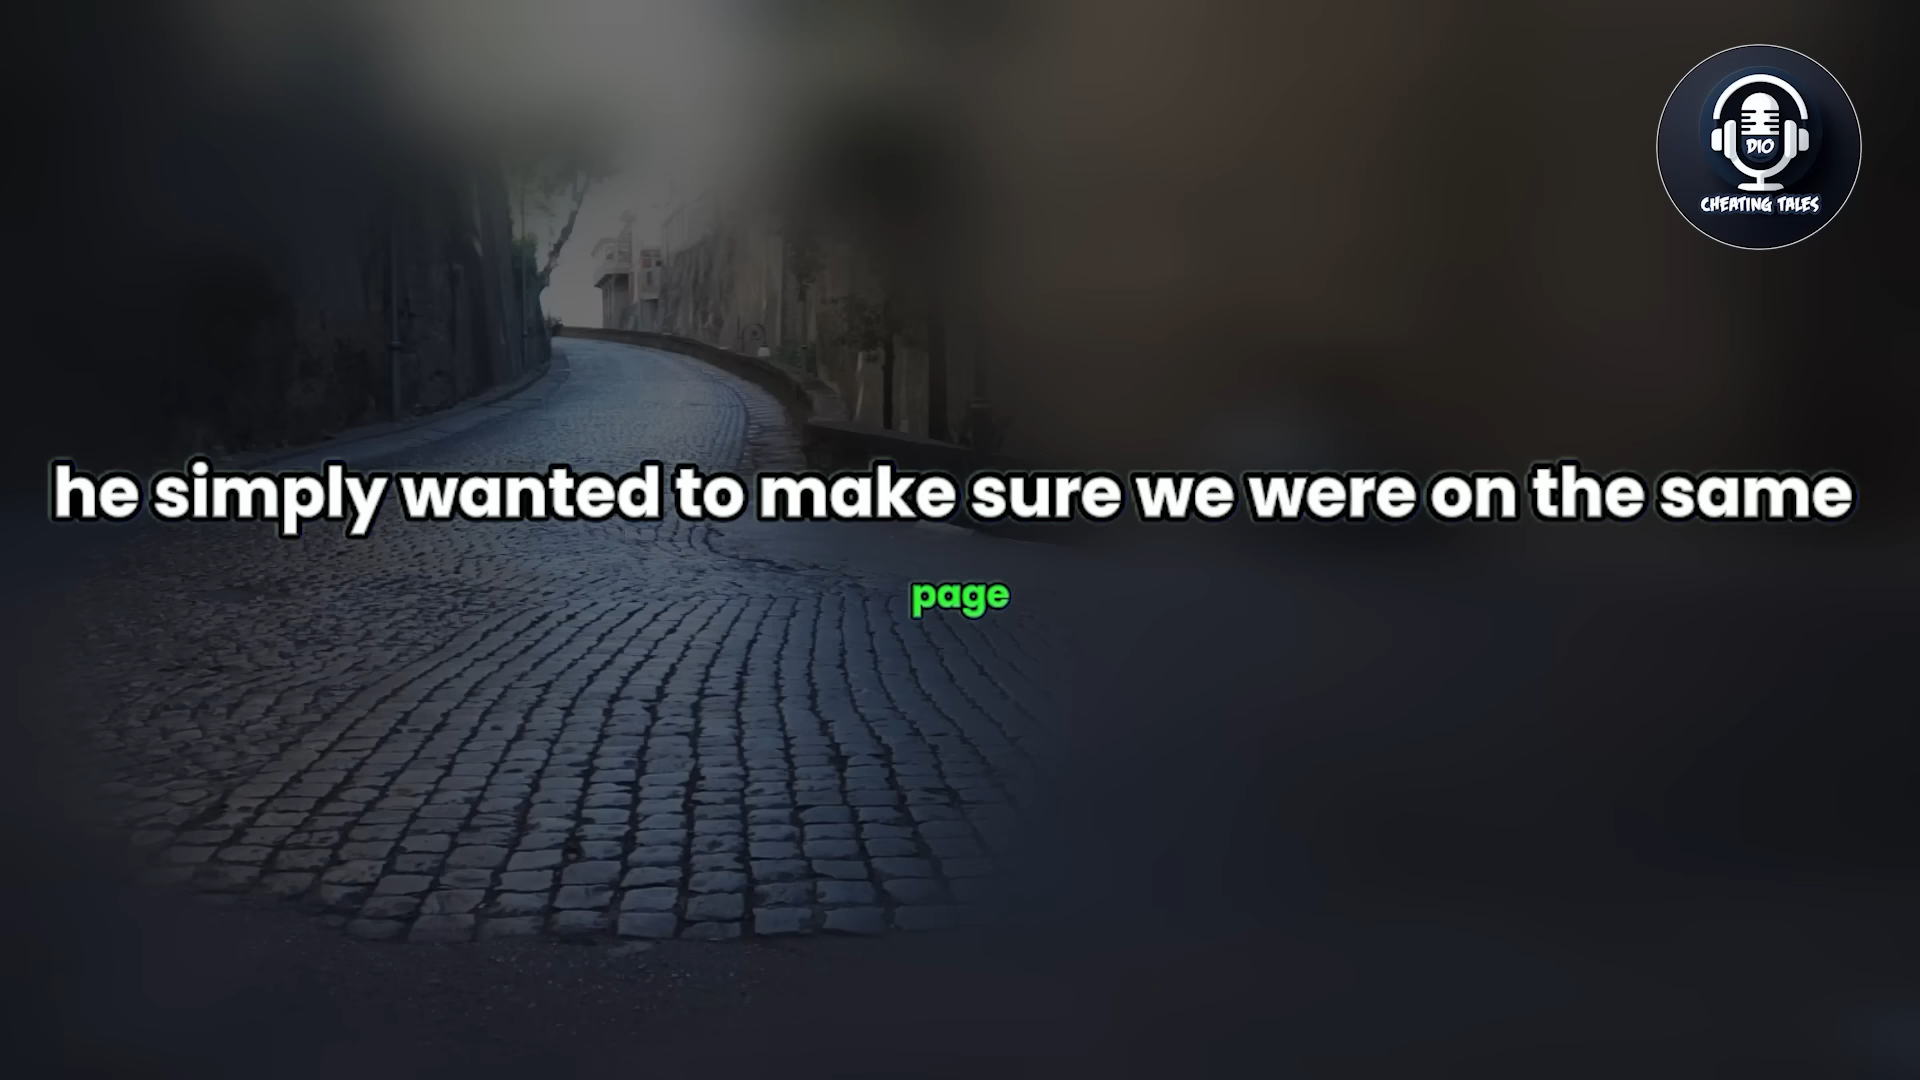 DIO
CHEATING TALES
he simply wanted to make sure we were on the same
page